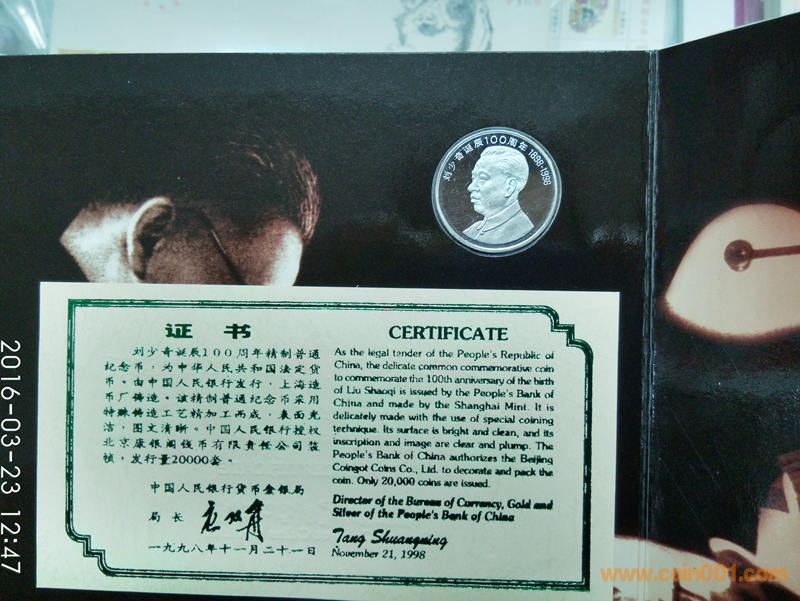 刘少奇诞辰100周年 1898-1998
证书
刘少奇诞辰100周年精制普通
纪念币，为中华人民共和国法定货
币。由中国人民银行发行，上海造
币厂铸造。该精制普通纪念币采用
特殊铸造工艺精加工而成，表面光
洁，图文清晰。中国人民银行授权
北京康银阁钱币有限责任公司装
帧，发行量20000套。
中国人民银行货币金银局
局长
一九九八年十一月二十一日
CERTIFICATE
As the legal tender of the People's Republic of
China, the delicate common commemorative coin
to commemorate the 100th anniversary of the birth
of Liu Shaoqi is issued by the People's Bank of
China and made by the Shanghai Mint. It is
delicately made with the use of special coining
technique. Its surface is bright and clean, and its
inscription and image are clear and plump. The
People's Bank of China authorizes the Beijing
Coingot Coins Co., Ltd. to decorate and pack the
coin. Only 20,000 coins are issued.
Director of the Bureau of Currency, Gold and
Silver of the People's Bank of China
Tang Shuangning
November 21, 1998
2016-03-23 12:47
www.coin001.com